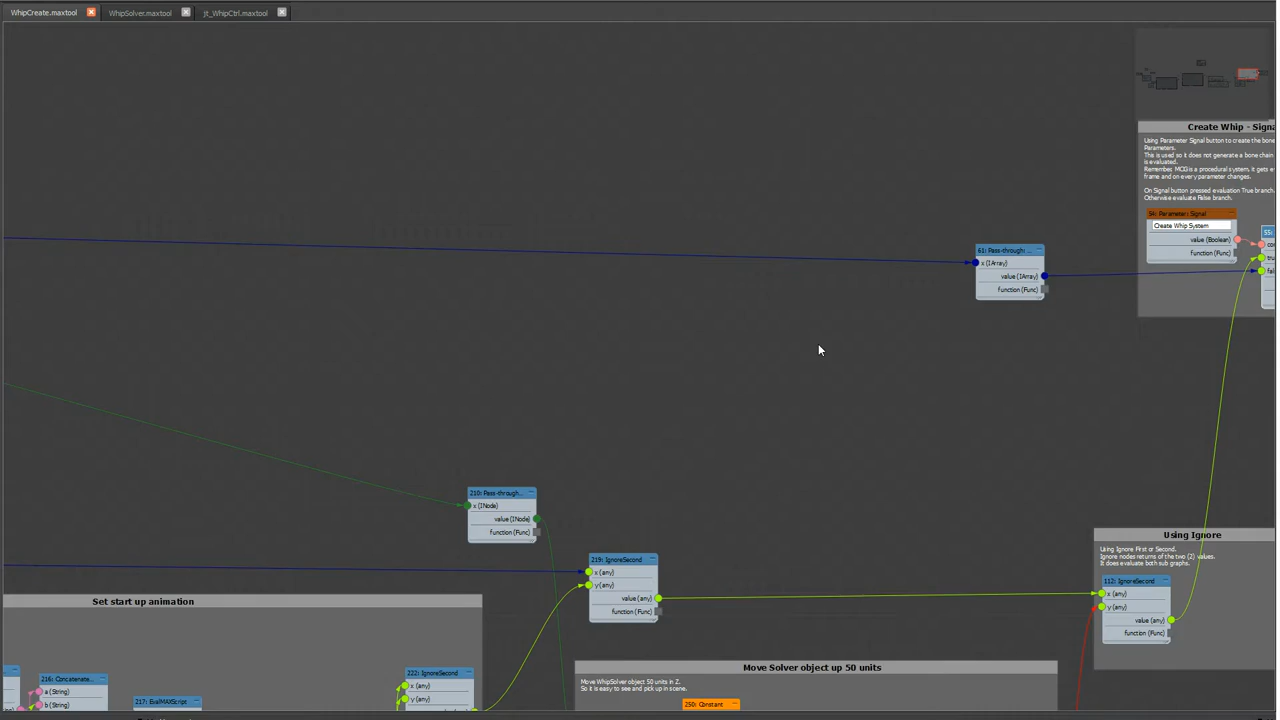 WhipCreate.maxtool
WhipSolver.maxtool
jt_WhipCtrl.maxtool
Create Whip - Signa
Using Parameter Signal button to create the bone
Parameters.
This is used so it does not generate a bone chain
is evaluated.
Remember MCG is a procedural system, it gets e
frame and on every parameter changes.
On Signal button pressed evaluation True branch.
Otherwise evaluate False branch.
54: Parameter: Signal
Create Whip System
value (Boolean)
function (Func)
55:
co
tru
fal
61: Pass-through: ...
x (IArray)
value (IArray)
function (Func)
210: Pass-through...
x (INode)
value (INode)
function (Func)
219: IgnoreSecond
x (any)
y (any)
value (any)
function (Func)
Using Ignore
Using Ignore First or Second.
Ignore nodes returns of the two (2) values.
It does evaluate both sub graphs.
112: IgnoreSecond
x (any)
y (any)
value (any)
function (Func)
Set start up animation
216: Concatenate...
a (String)
b (String)
217: EvalMAXScript
222: IgnoreSecond
x (any)
y (any)
Move Solver object up 50 units
Move WhipSolver object 50 units in Z.
So it is easy to see and pick up in scene.
250: Constant